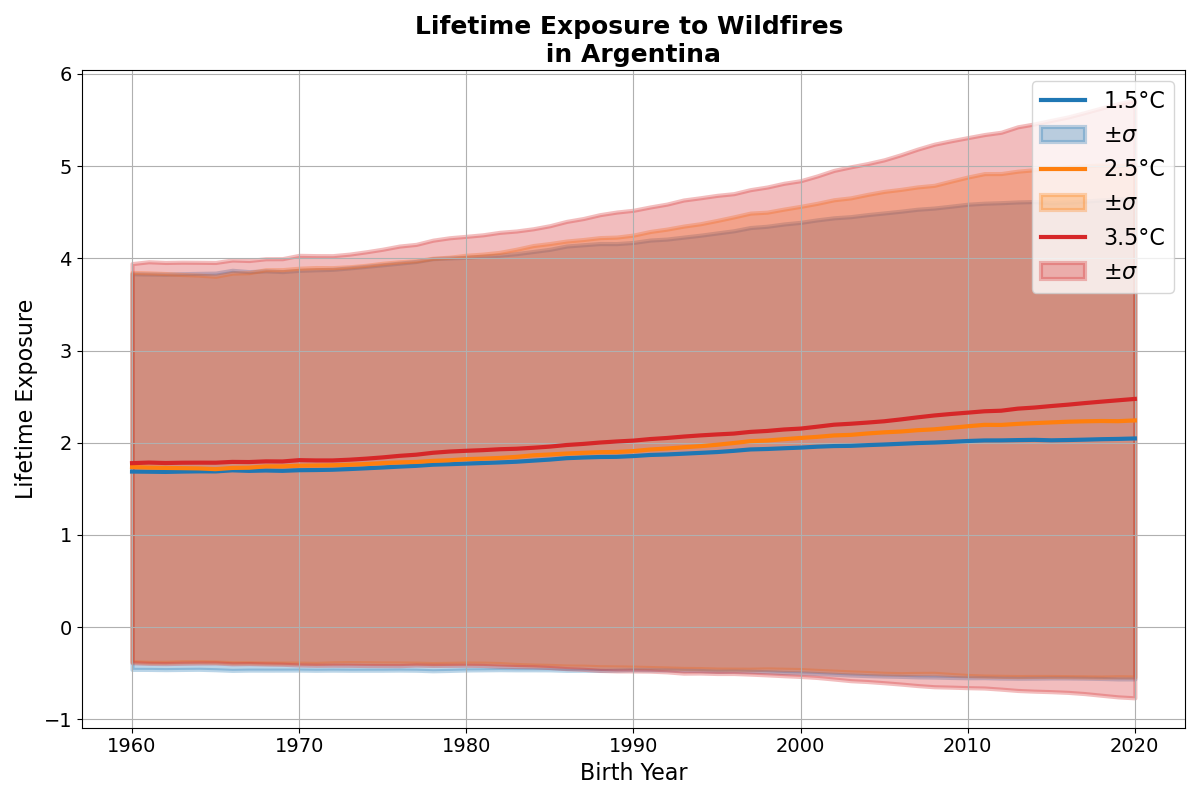 Lifetime Exposure to Wildfires
in Argentina
Lifetime Exposure
6
5
4
3
2
1
0
−1
1.5°C
±σ
2.5°C
±σ
3.5°C
±σ
1960 1970 1980 1990 2000 2010 2020
Birth Year